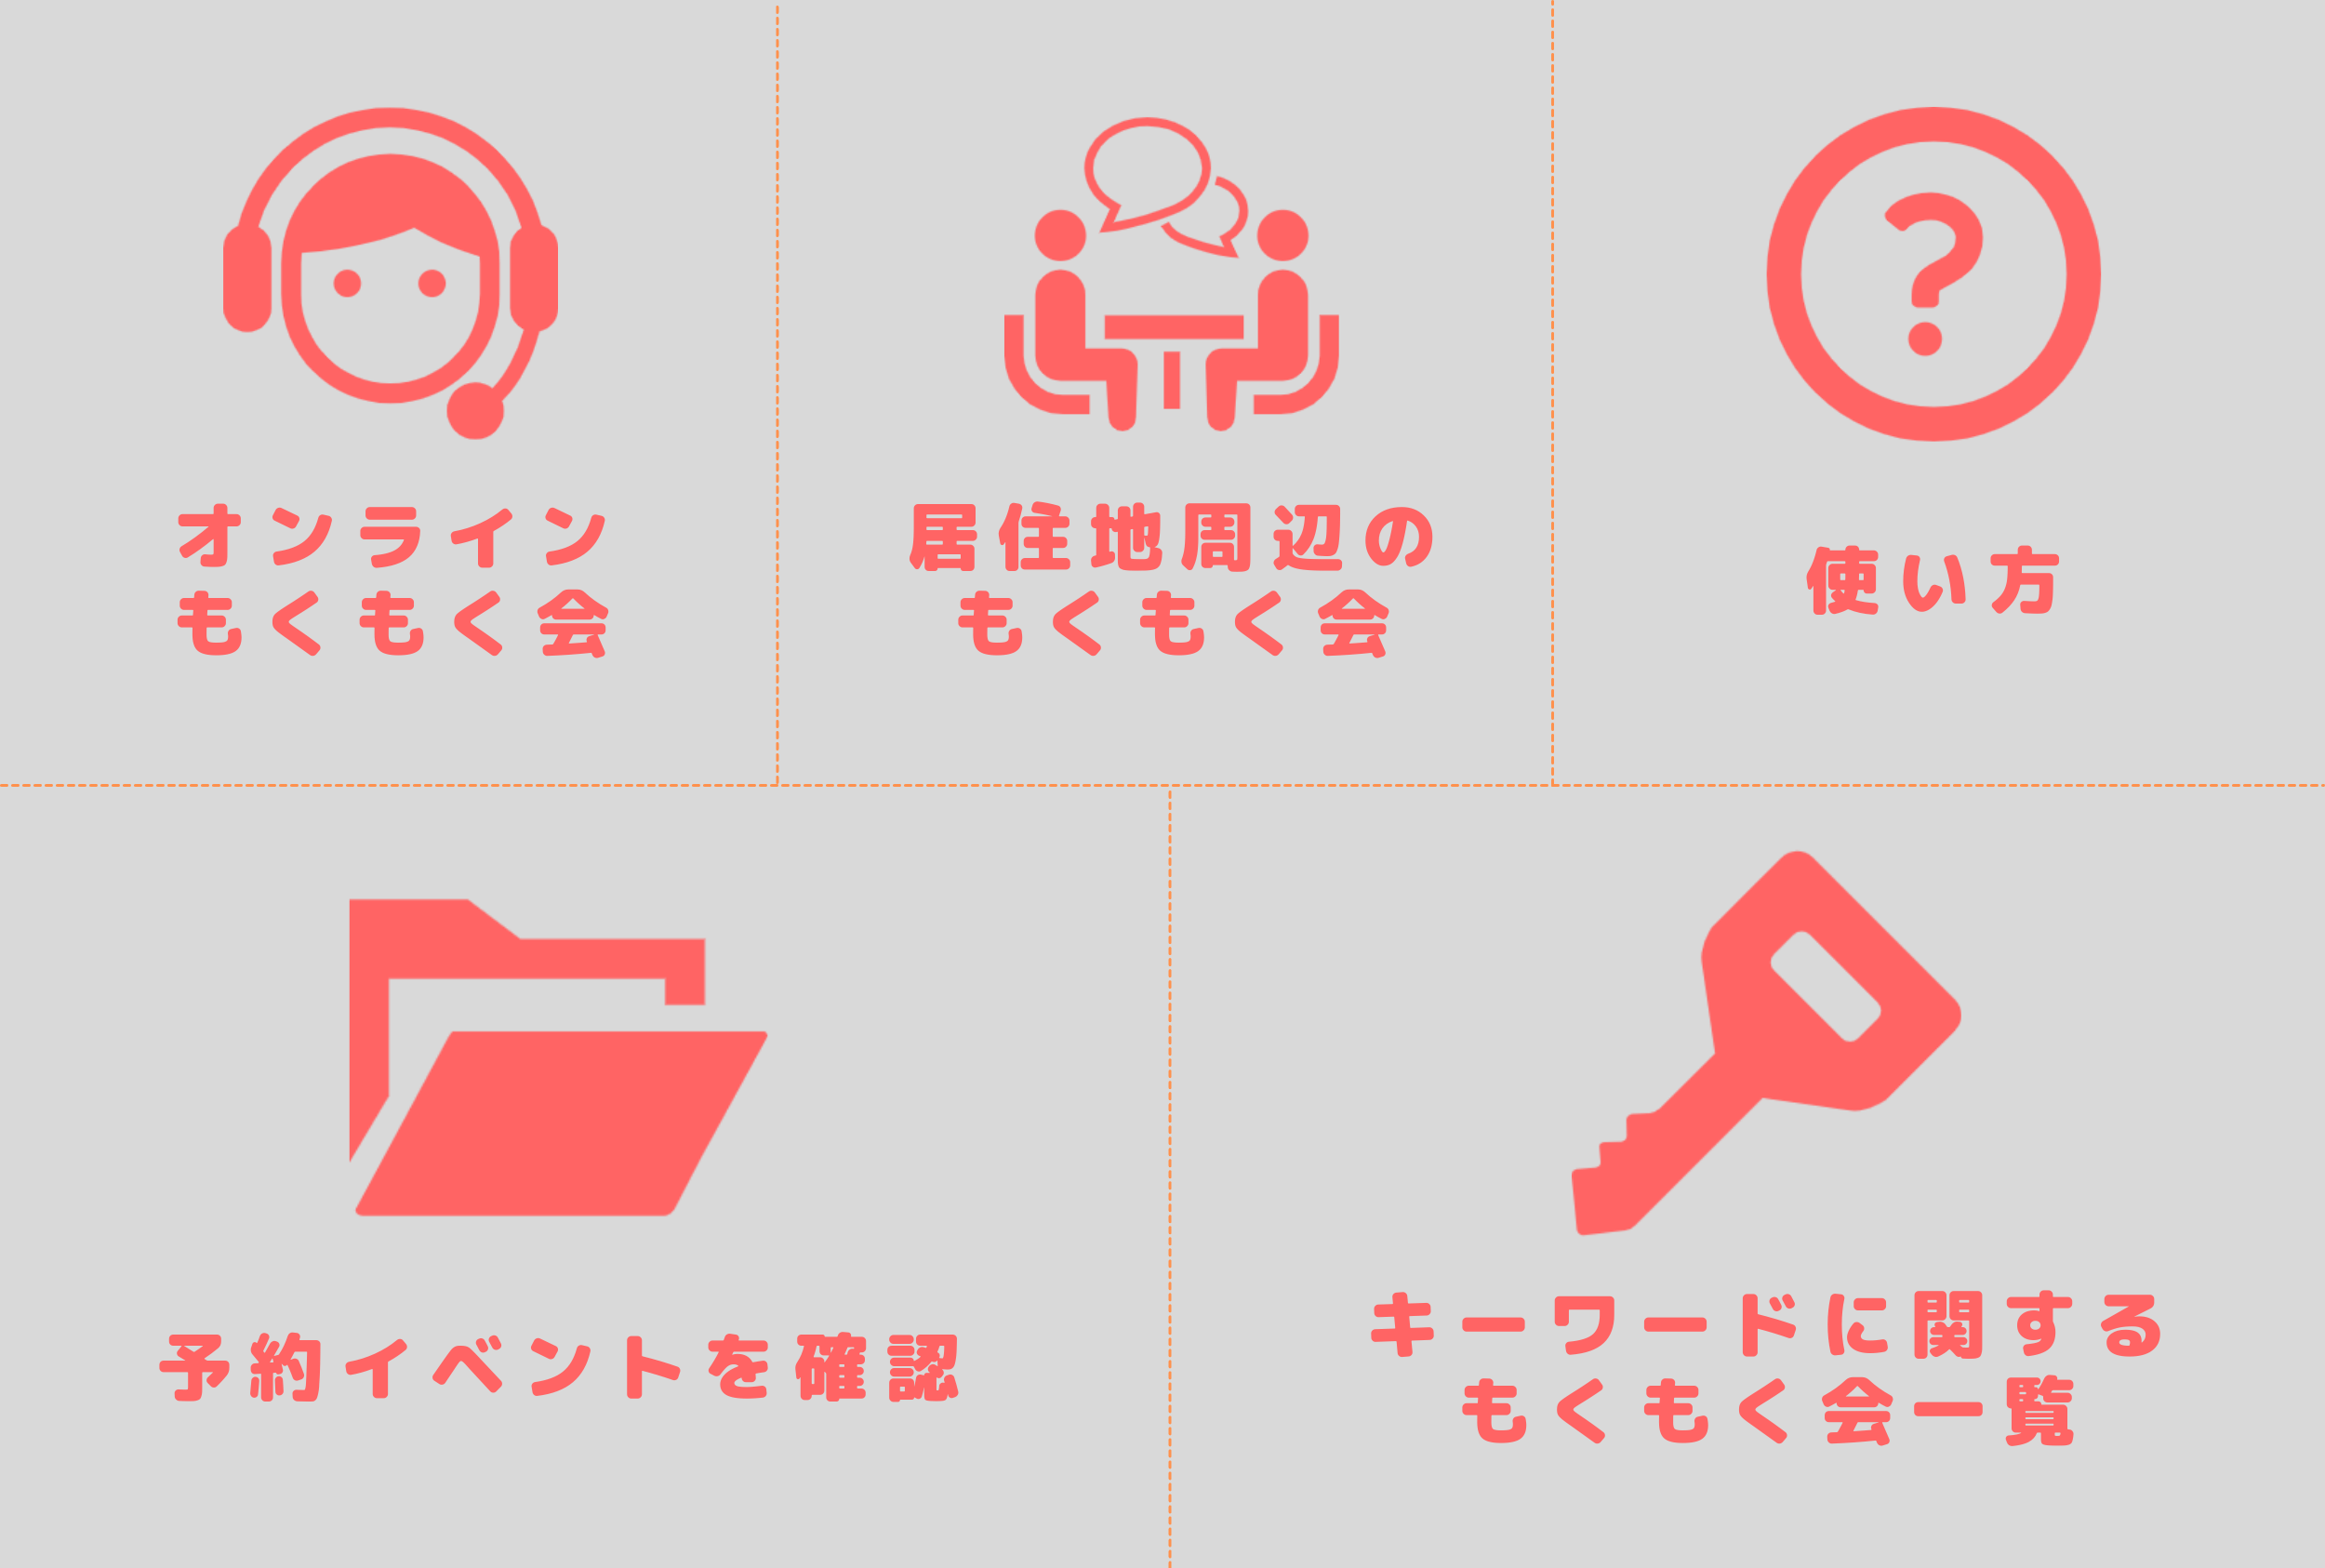 オンライン
もくもく会
居住地周辺の
もくもく会
使い方
予約イベントを確認
キーワードに関する
もくもく会一覧